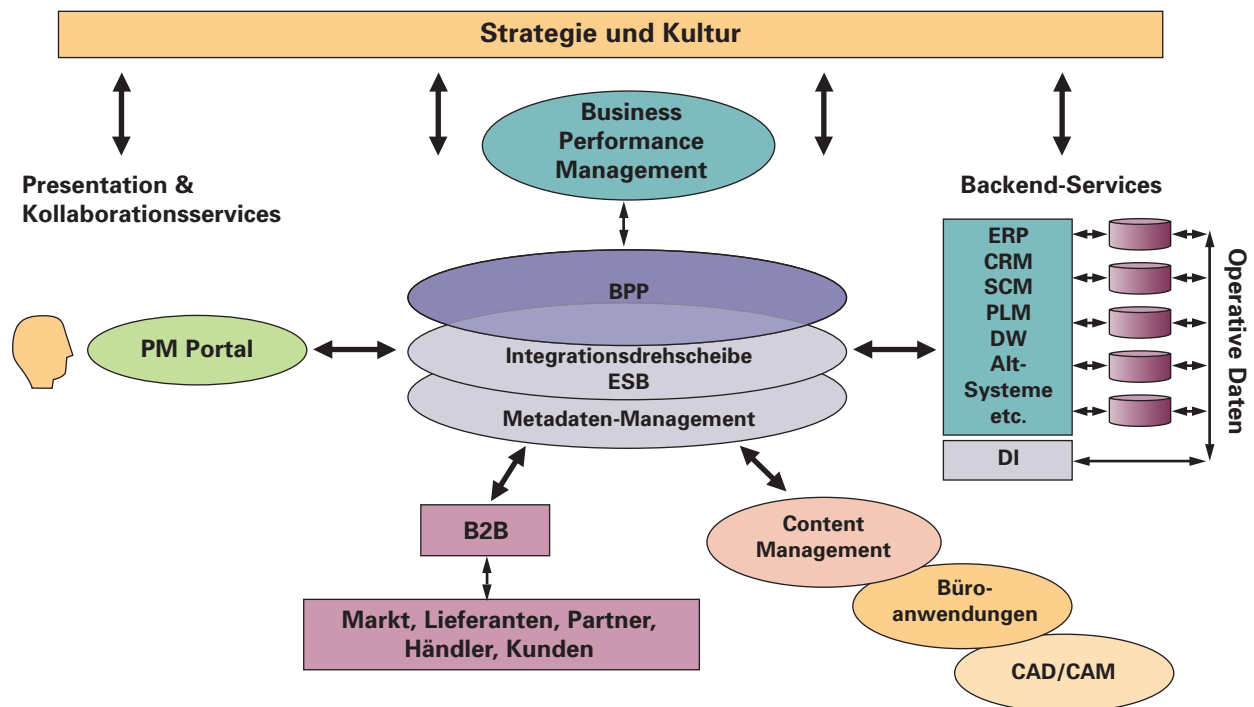 Strategie und Kultur
Business
Performance
Management
Presentation &
Kollaborationsservices
Backend-Services
BPP
Integrationsdrehscheibe
ESB
Metadaten-Management
PM Portal
ERP
CRM
SCM
PLM
DW
Alt-
Systeme
etc.
DI
Operative Daten
B2B
Markt, Lieferanten, Partner,
Händler, Kunden
Content
Management
Büro-
anwendungen
CAD/CAM